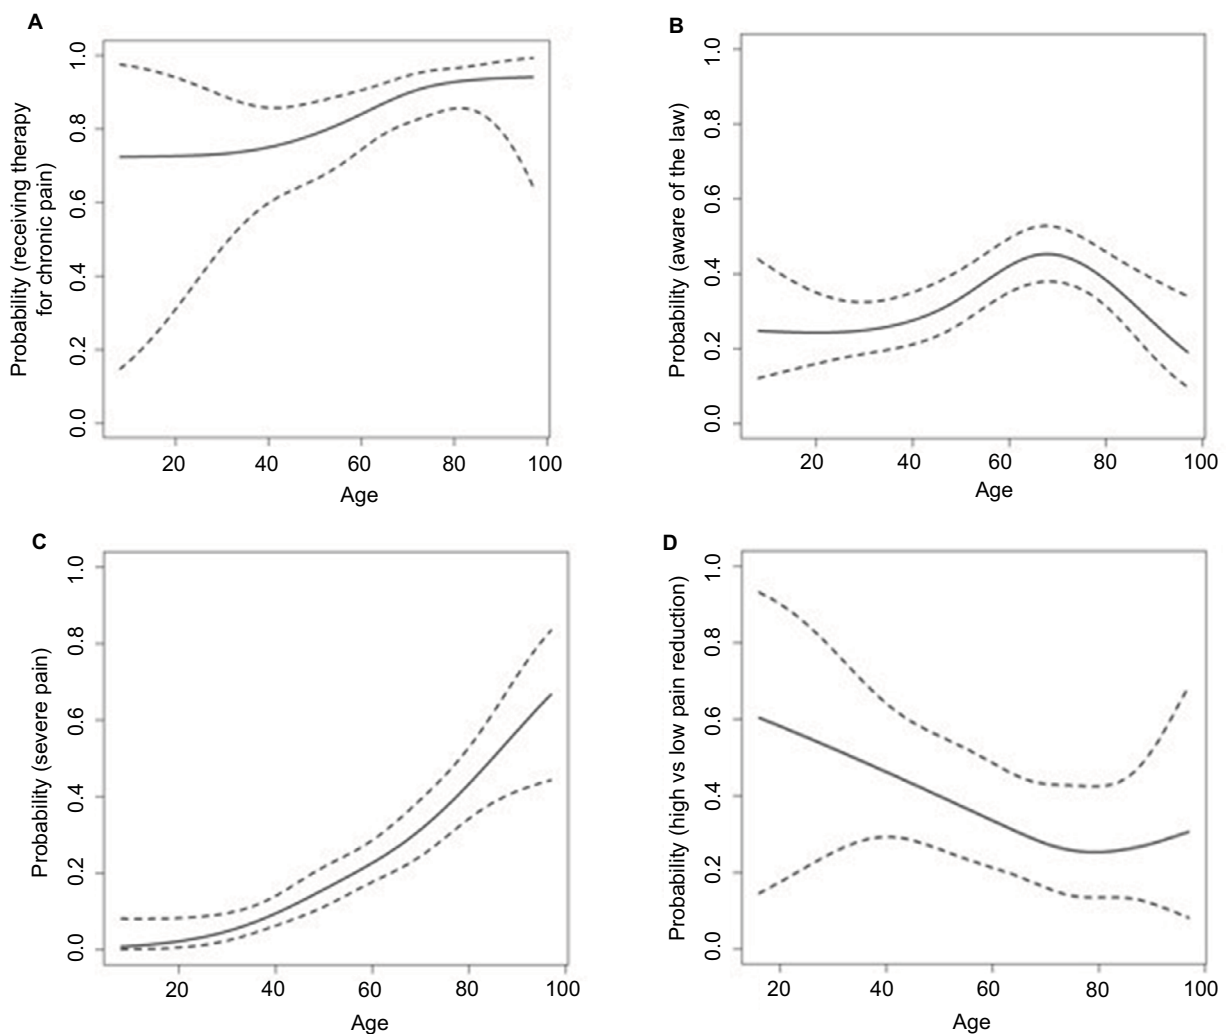 A
Probability (receiving therapy
for chronic pain)
1.0
0.8
0.6
0.4
0.2
0.0
20 40 60 80 100
Age
B
Probability (aware of the law)
1.0
0.8
0.6
0.4
0.2
0.0
20 40 60 80 100
Age
C
Probability (severe pain)
1.0
0.8
0.6
0.4
0.2
0.0
20 40 60 80 100
Age
D
Probability (high vs low pain reduction)
1.0
0.8
0.6
0.4
0.2
0.0
20 40 60 80 100
Age